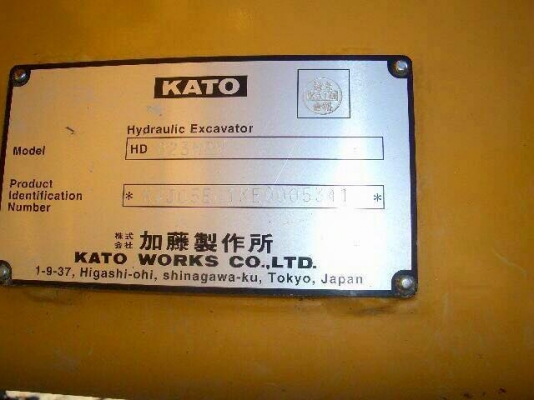 KATO
Hydraulic Excavator
Model HD
Product
Identification
Number * *
株式会社 加藤製作所
KATO WORKS CO.,LTD.
1-9-37, Higashi-ohi, shinagawa-ku, Tokyo, Japan